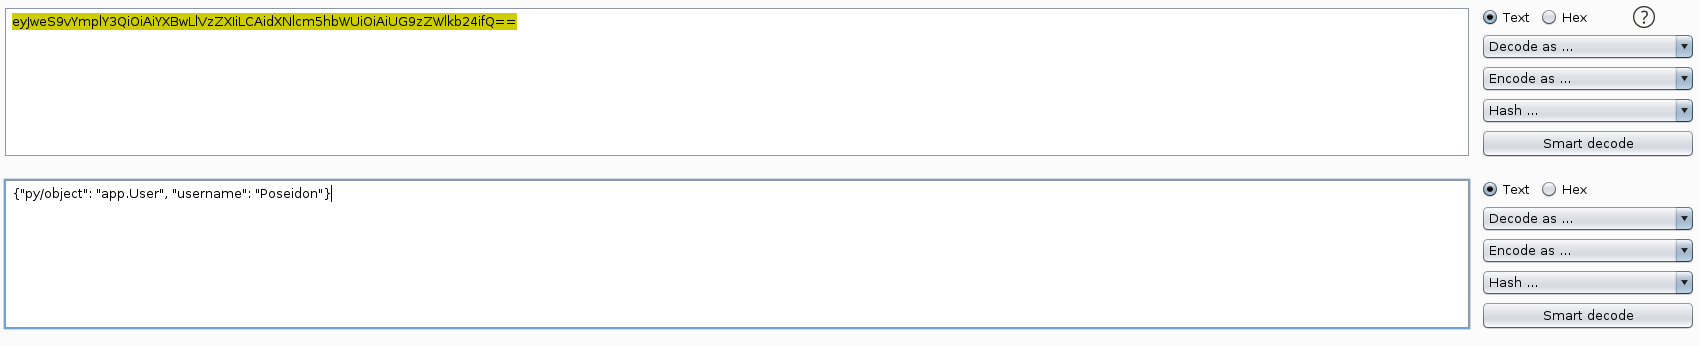 eyJweS9vYmplY3QiOiAiYXBwLlVzZXIiLCAidXNlcm5hbWUiOiAiUG9zZWlkb24ifQ==
Text Hex ?
Decode as ...
Encode as ...
Hash ...
Smart decode
{"py/object": "app.User", "username": "Poseidon"}
Text Hex
Decode as ...
Encode as ...
Hash ...
Smart decode